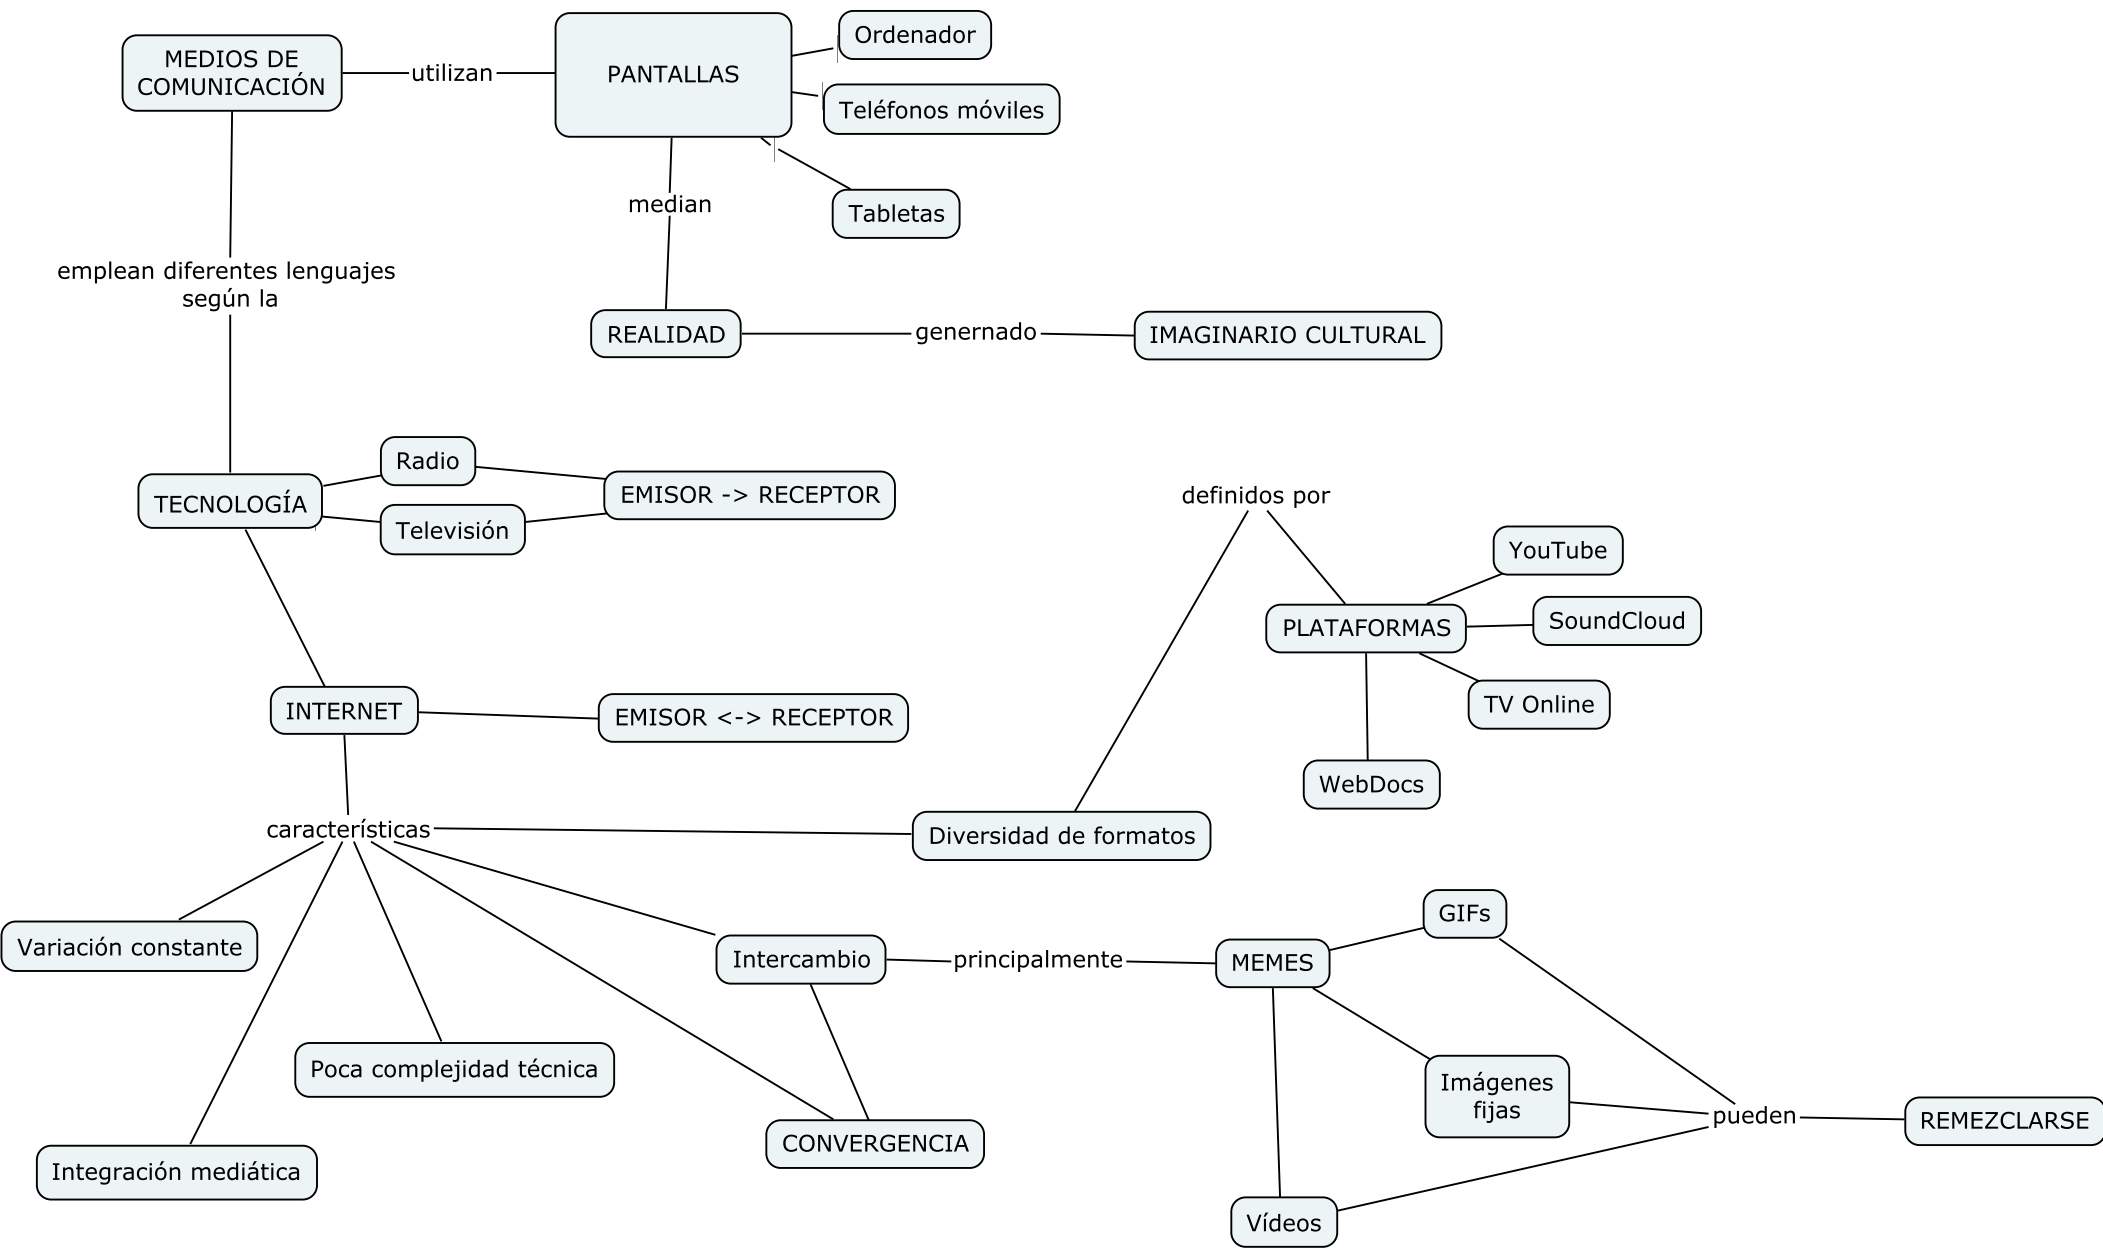 MEDIOS DE
COMUNICACIÓN
utilizan
PANTALLAS
Ordenador
Teléfonos móviles
Tabletas
median
emplean diferentes lenguajes
según la
REALIDAD
genernado
IMAGINARIO CULTURAL
TECNOLOGÍA
Radio
Televisión
EMISOR -> RECEPTOR
definidos por
YouTube
SoundCloud
PLATAFORMAS
TV Online
WebDocs
INTERNET
EMISOR <-> RECEPTOR
características
Diversidad de formatos
Variación constante
Intercambio
principalmente
MEMES
GIFs
Poca complejidad técnica
Imágenes
fijas
pueden
REMEZCLARSE
CONVERGENCIA
Integración mediática
Vídeos